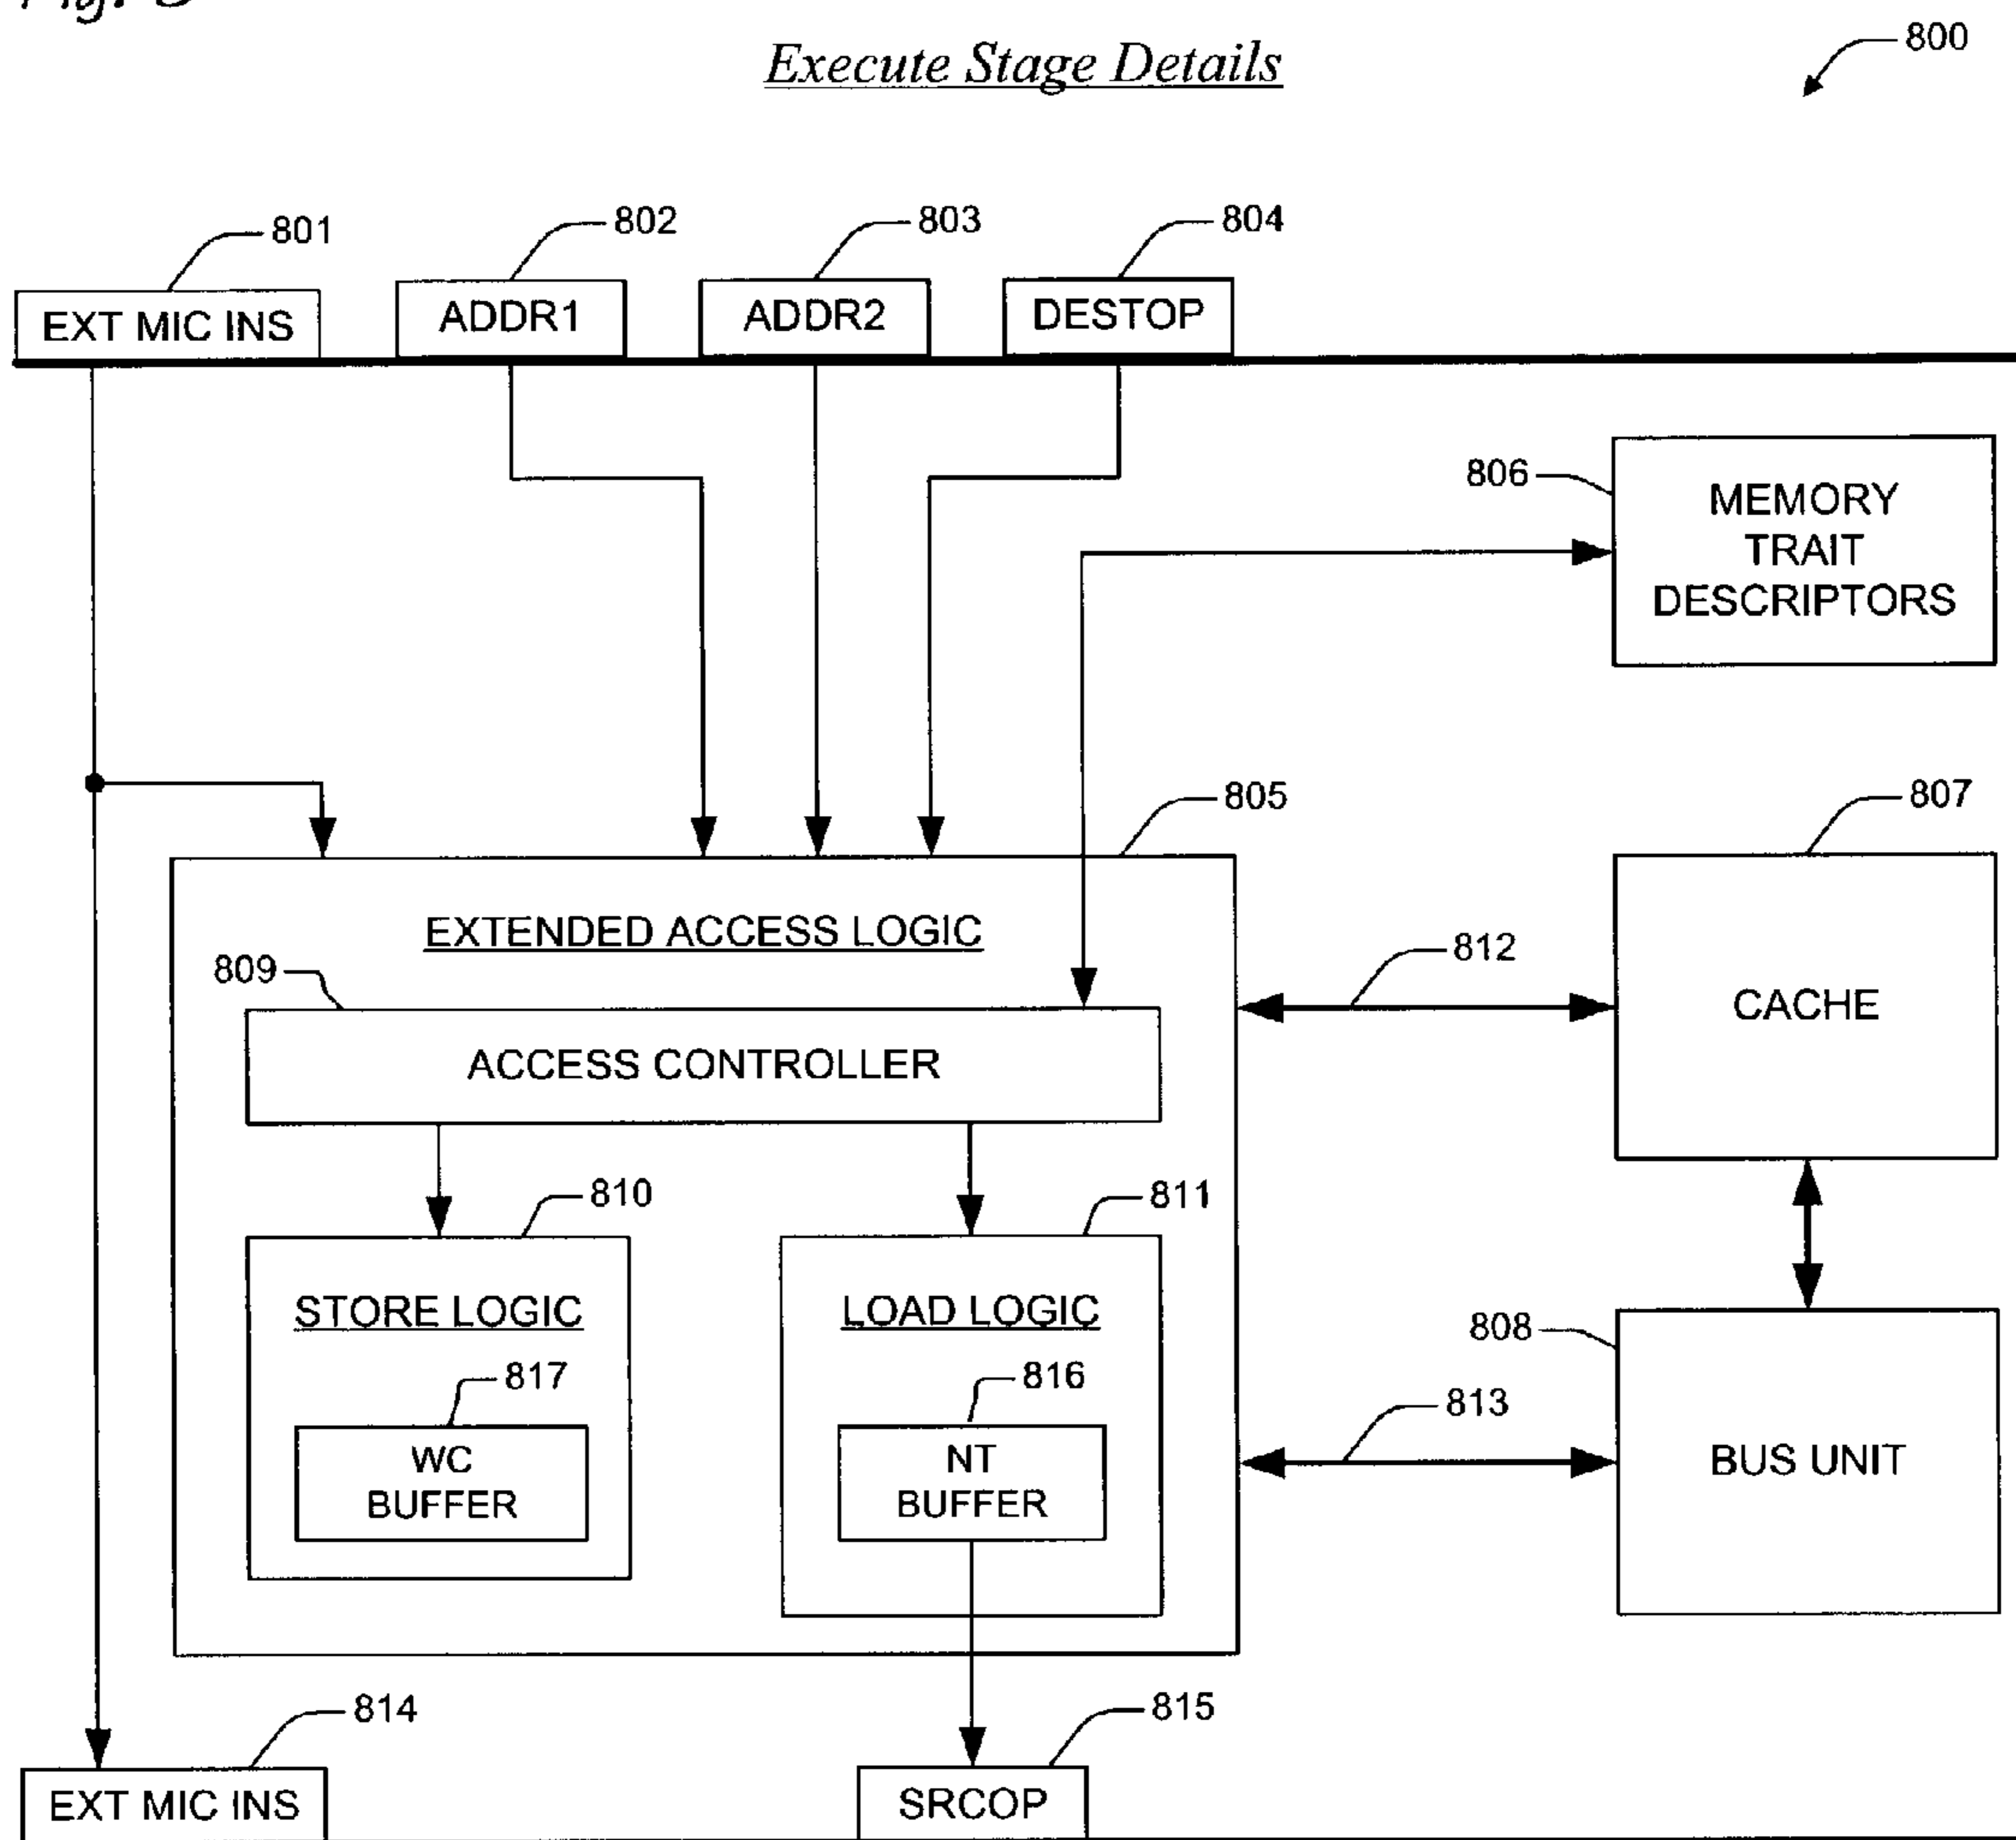 Execute Stage Details
800
801
802
803
804
EXT MIC INS
ADDR1
ADDR2
DESTOP
806
MEMORY
TRAIT
DESCRIPTORS
805
807
EXTENDED ACCESS LOGIC
809
812
CACHE
ACCESS CONTROLLER
810
811
STORE LOGIC
LOAD LOGIC
808
817
816
813
WC
BUFFER
NT
BUFFER
BUS UNIT
814
815
EXT MIC INS
SRCOP